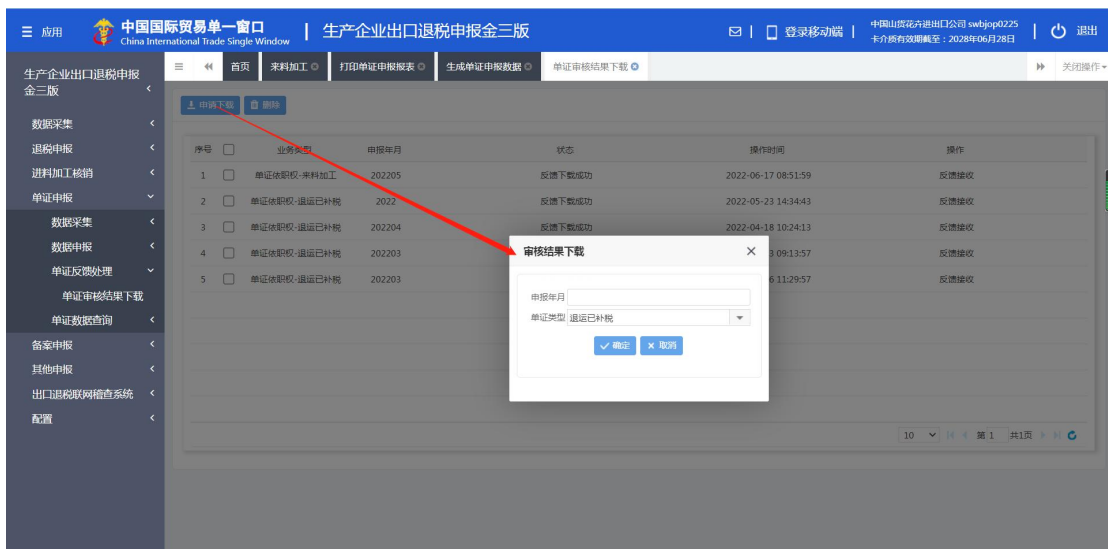 应用
中国国际贸易单一窗口
China International Trade Single Window
生产企业出口退税申报金三版
登录移动端
中国山货花卉进出口公司 swbjop0225
卡介质有效期截至：2028年06月28日
退出
生产企业出口退税申报
金三版
首页 来料加工 打印单证申报报表 生成单证申报数据 单证审核结果下载 关闭操作
数据采集
退税申报
进料加工核销
单证申报
数据采集
数据申报
单证反馈处理
单证审核结果下载
单证数据查询
备案申报
其他申报
出口退税联网稽查系统
配置
申请下载 删除
序号 业务类型 申报年月 状态 操作时间 操作
1 单证依职权-来料加工 202205 反馈下载成功 2022-06-17 08:51:59 反馈接收
2 单证依职权-退运已补税 2022 反馈下载成功 2022-05-23 14:34:43 反馈接收
3 单证依职权-退运已补税 202204 反馈下载成功 2022-04-18 10:24:13 反馈接收
4 单证依职权-退运已补税 202203 3 09:13:57 反馈接收
5 单证依职权-退运已补税 202203 6 11:29:57 反馈接收
审核结果下载
申报年月
单证类型 退运已补税
确定 取消
10 第 1 共1页